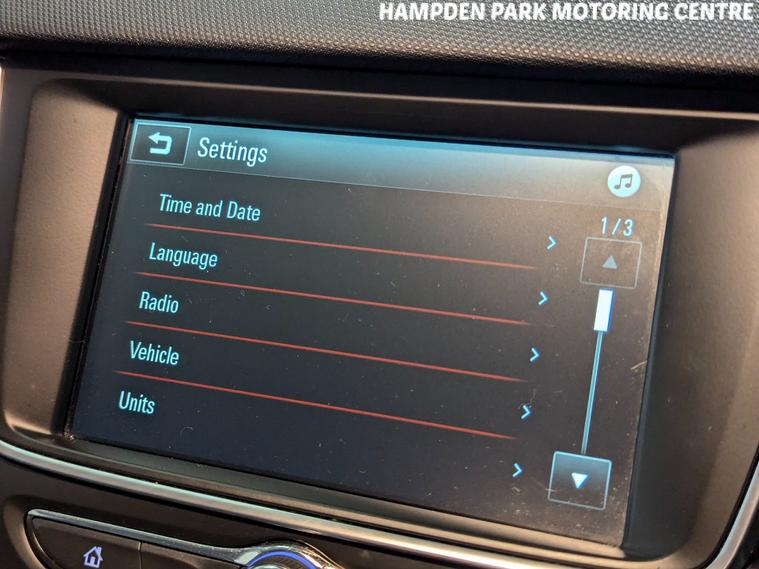 HAMPDEN PARK MOTORING CENTRE
Settings
1/3
Time and Date
Language
Radio
Vehicle
Units